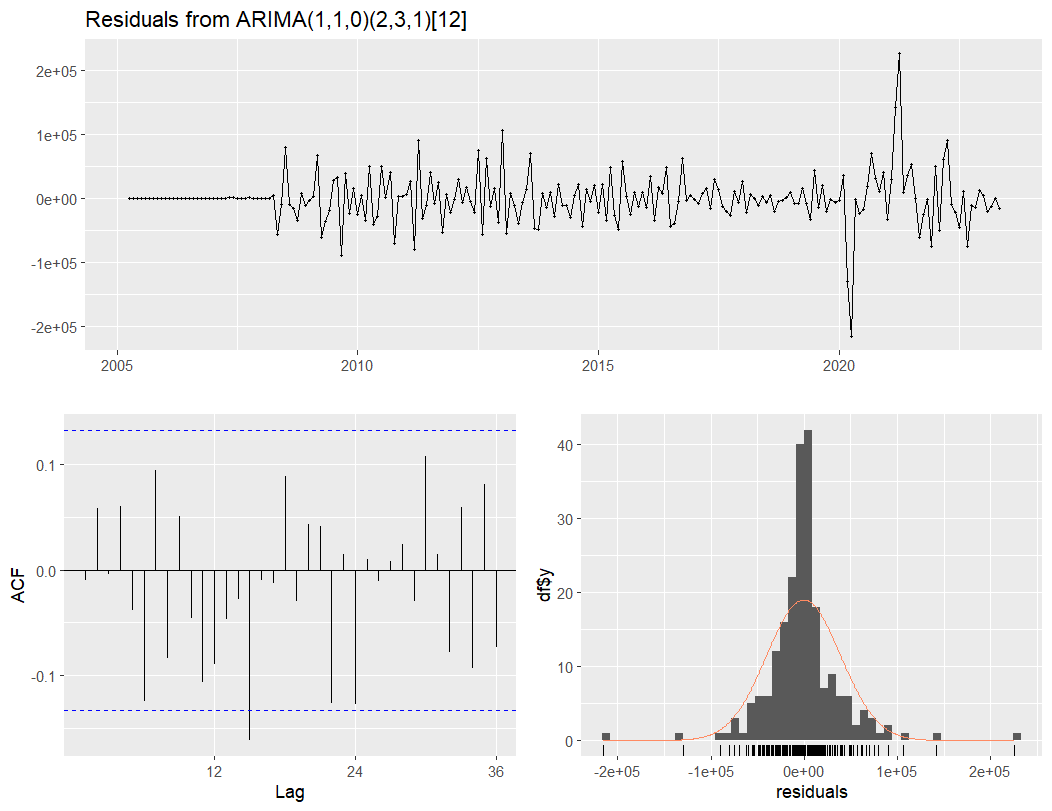 Residuals from ARIMA(1,1,0)(2,3,1)[12]
2e+05
1e+05
0e+00
-1e+05
-2e+05
2005
2010
2015
2020
ACF
0.1
0.0
-0.1
12
24
36
Lag
df$y
40
30
20
10
0
-2e+05
-1e+05
0e+00
1e+05
2e+05
residuals